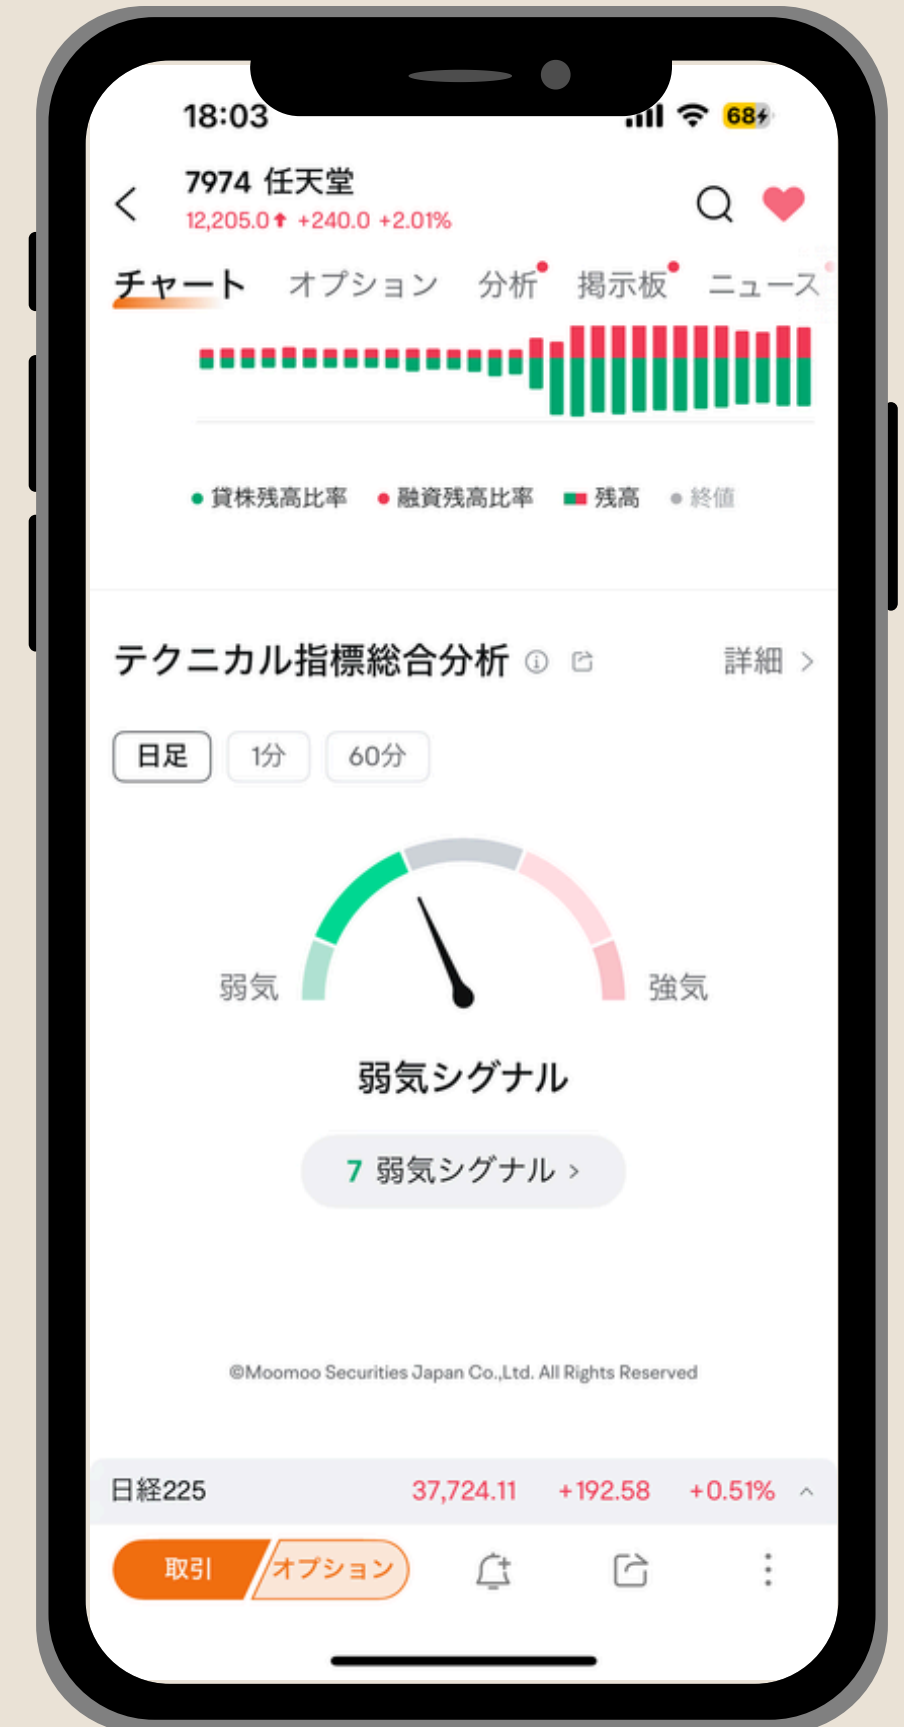 18:03
68
7974 任天堂
12,205.0 +240.0 +2.01%
チャート オプション 分析 掲示板 ニュース
貸株残高比率 融資残高比率 残高 終値
テクニカル指標総合分析 詳細 >
日足 1分 60分
弱気 強気
弱気シグナル
7 弱気シグナル >
©Moomoo Securities Japan Co.,Ltd. All Rights Reserved
日経225 37,724.11 +192.58 +0.51%
取引 オプション